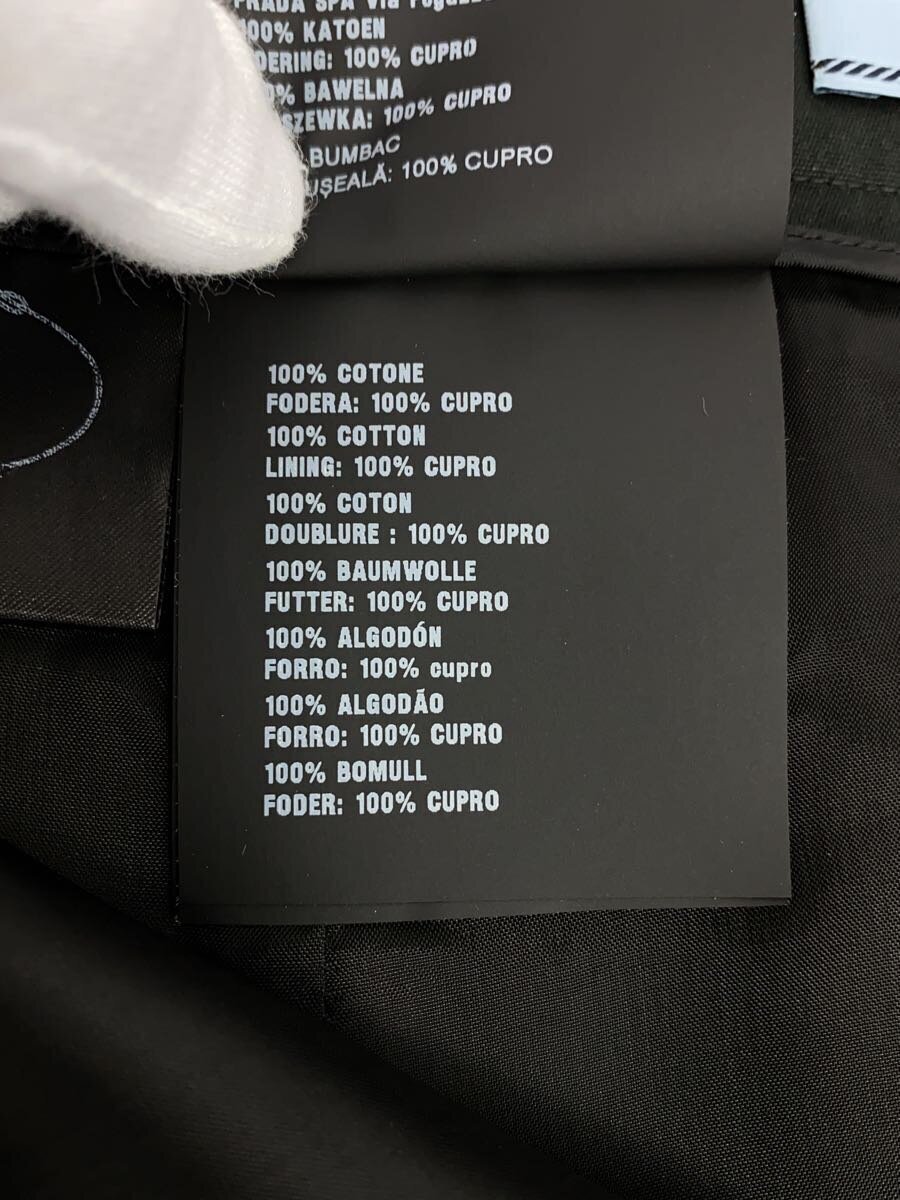 PRADA SPA Via
100% KATOEN
100% CUPRO
BAWELNA
100% CUPRO
BUMBAC
100% CUPRO
100% COTONE
FODERA: 100% CUPRO
100% COTTON
LINING: 100% CUPRO
100% COTON
DOUBLURE : 100% CUPRO
100% BAUMWOLLE
FUTTER: 100% CUPRO
100% ALGODÓN
FORRO: 100% cupro
100% ALGODÃO
FORRO: 100% CUPRO
100% BOMULL
FODER: 100% CUPRO